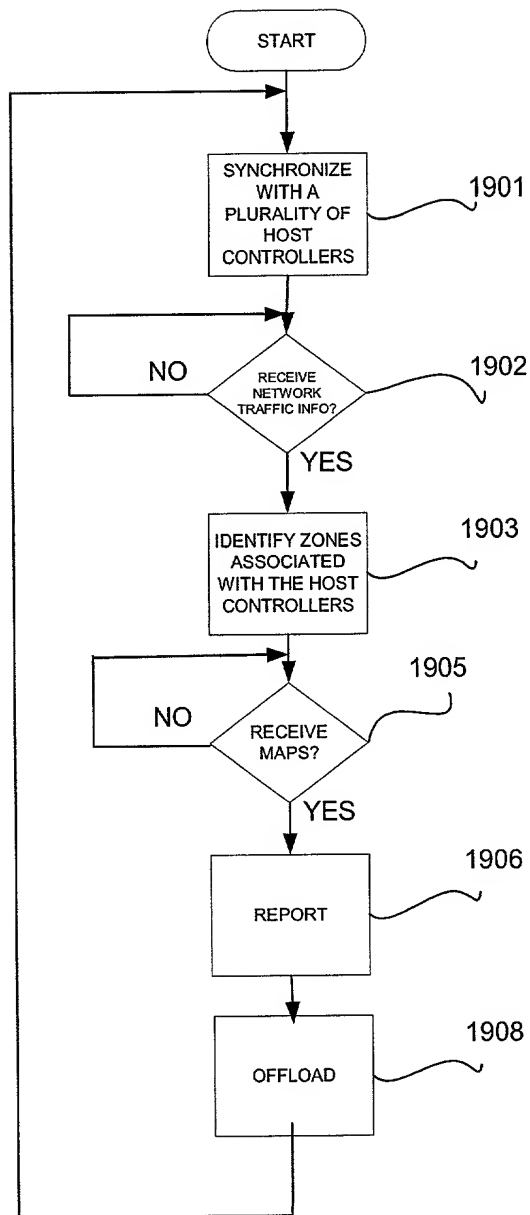 START
SYNCHRONIZE
WITH A
PLURALITY OF
HOST
CONTROLLERS
1901
RECEIVE
NETWORK
TRAFFIC INFO?
1902
NO
YES
IDENTIFY ZONES
ASSOCIATED
WITH THE HOST
CONTROLLERS
1903
RECEIVE
MAPS?
1905
NO
YES
REPORT
1906
OFFLOAD
1908